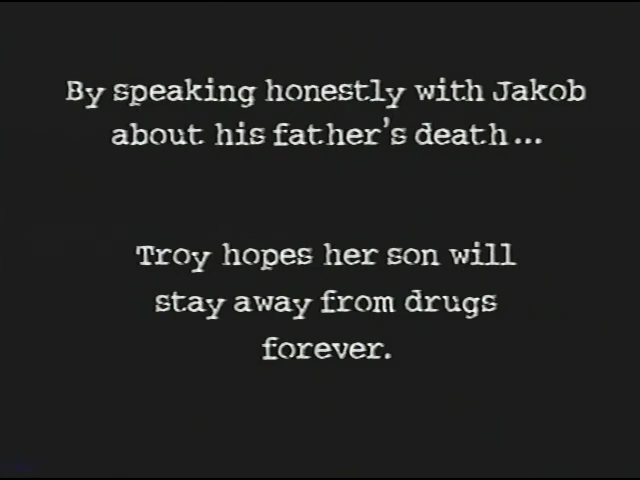 By speaking honestly with Jakob
about his father's death...
Troy hopes her son will
stay away from drugs
forever.